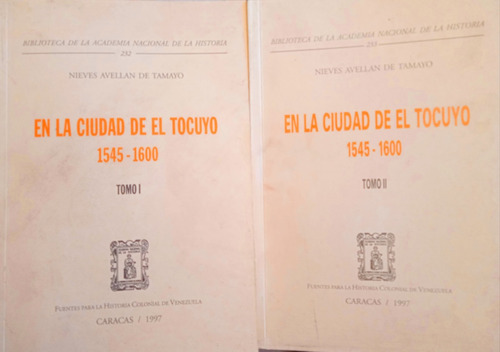 BIBLIOTECA DE LA ACADEMIA NACIONAL DE LA HISTORIA
252
NIEVES AVELLAN DE TAMAYO
EN LA CIUDAD DE EL TOCUYO
1545 - 1600
TOMO I
FUENTES PARA LA HISTORIA COLONIAL DE VENEZUELA
CARACAS / 1997
BIBLIOTECA DE LA ACADEMIA NACIONAL DE LA HISTORIA
NIEVES AVELLAN DE TAMAYO
EN LA CIUDAD DE EL TOCUYO
1545 - 1600
TOMO II
FUENTES PARA LA HISTORIA COLONIAL DE VENEZUELA
CARACAS / 1997